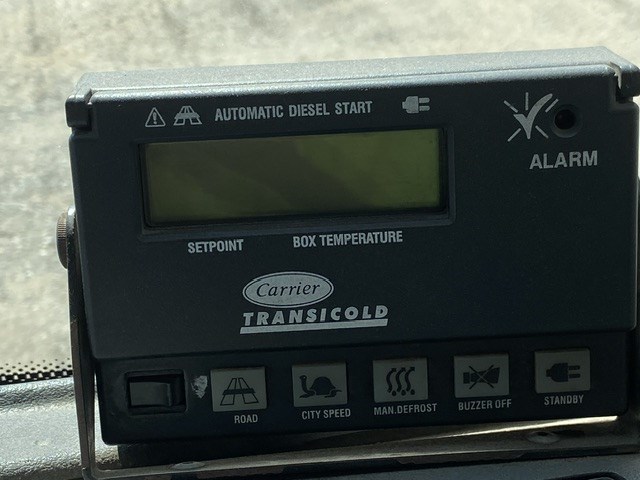 AUTOMATIC DIESEL START
ALARM
SETPOINT BOX TEMPERATURE
Carrier
TRANSICOLD
ROAD CITY SPEED MAN.DEFROST BUZZER OFF STANDBY